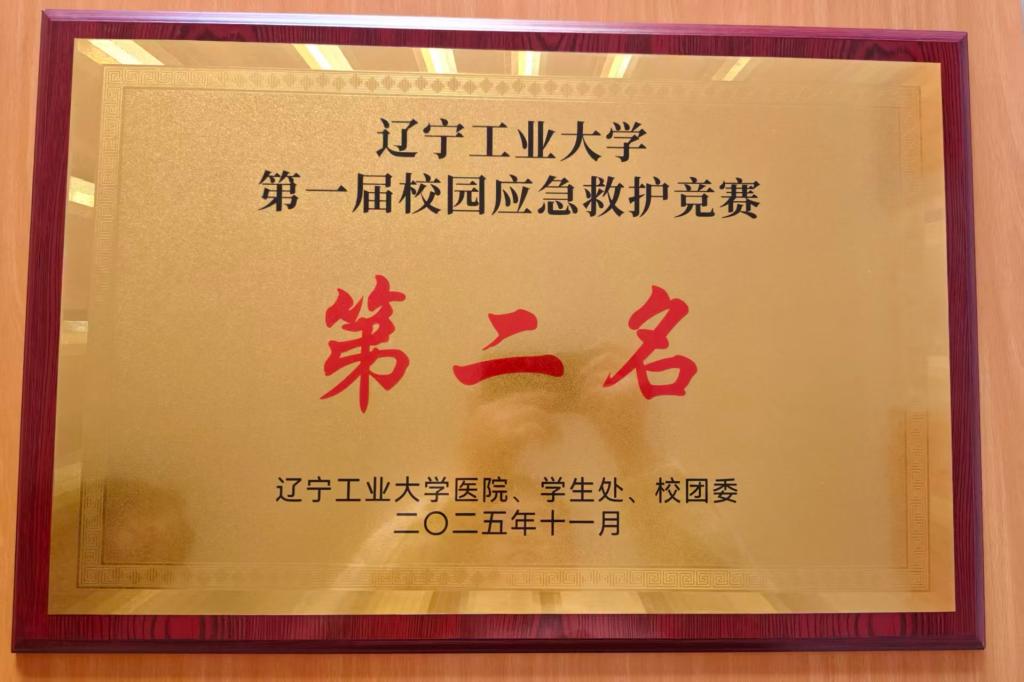 辽宁工业大学
第一届校园应急救护竞赛
第二名
辽宁工业大学医院、学生处、校团委
二〇二五年十一月